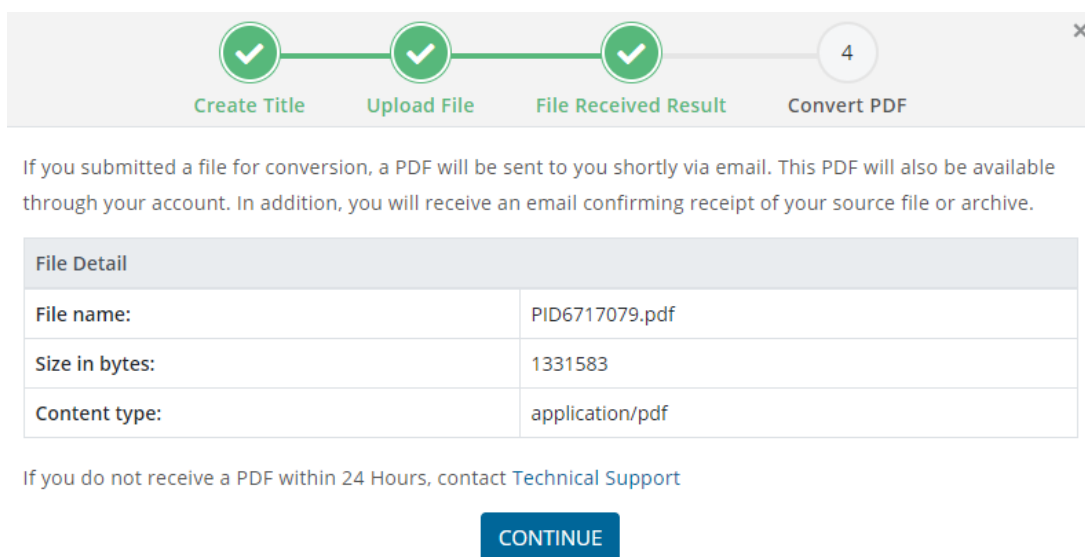 ×
4
Create Title
Upload File
File Received Result
Convert PDF
If you submitted a file for conversion, a PDF will be sent to you shortly via email. This PDF will also be available
through your account. In addition, you will receive an email confirming receipt of your source file or archive.
File Detail
File name: PID6717079.pdf
Size in bytes: 1331583
Content type: application/pdf
If you do not receive a PDF within 24 Hours, contact Technical Support
CONTINUE